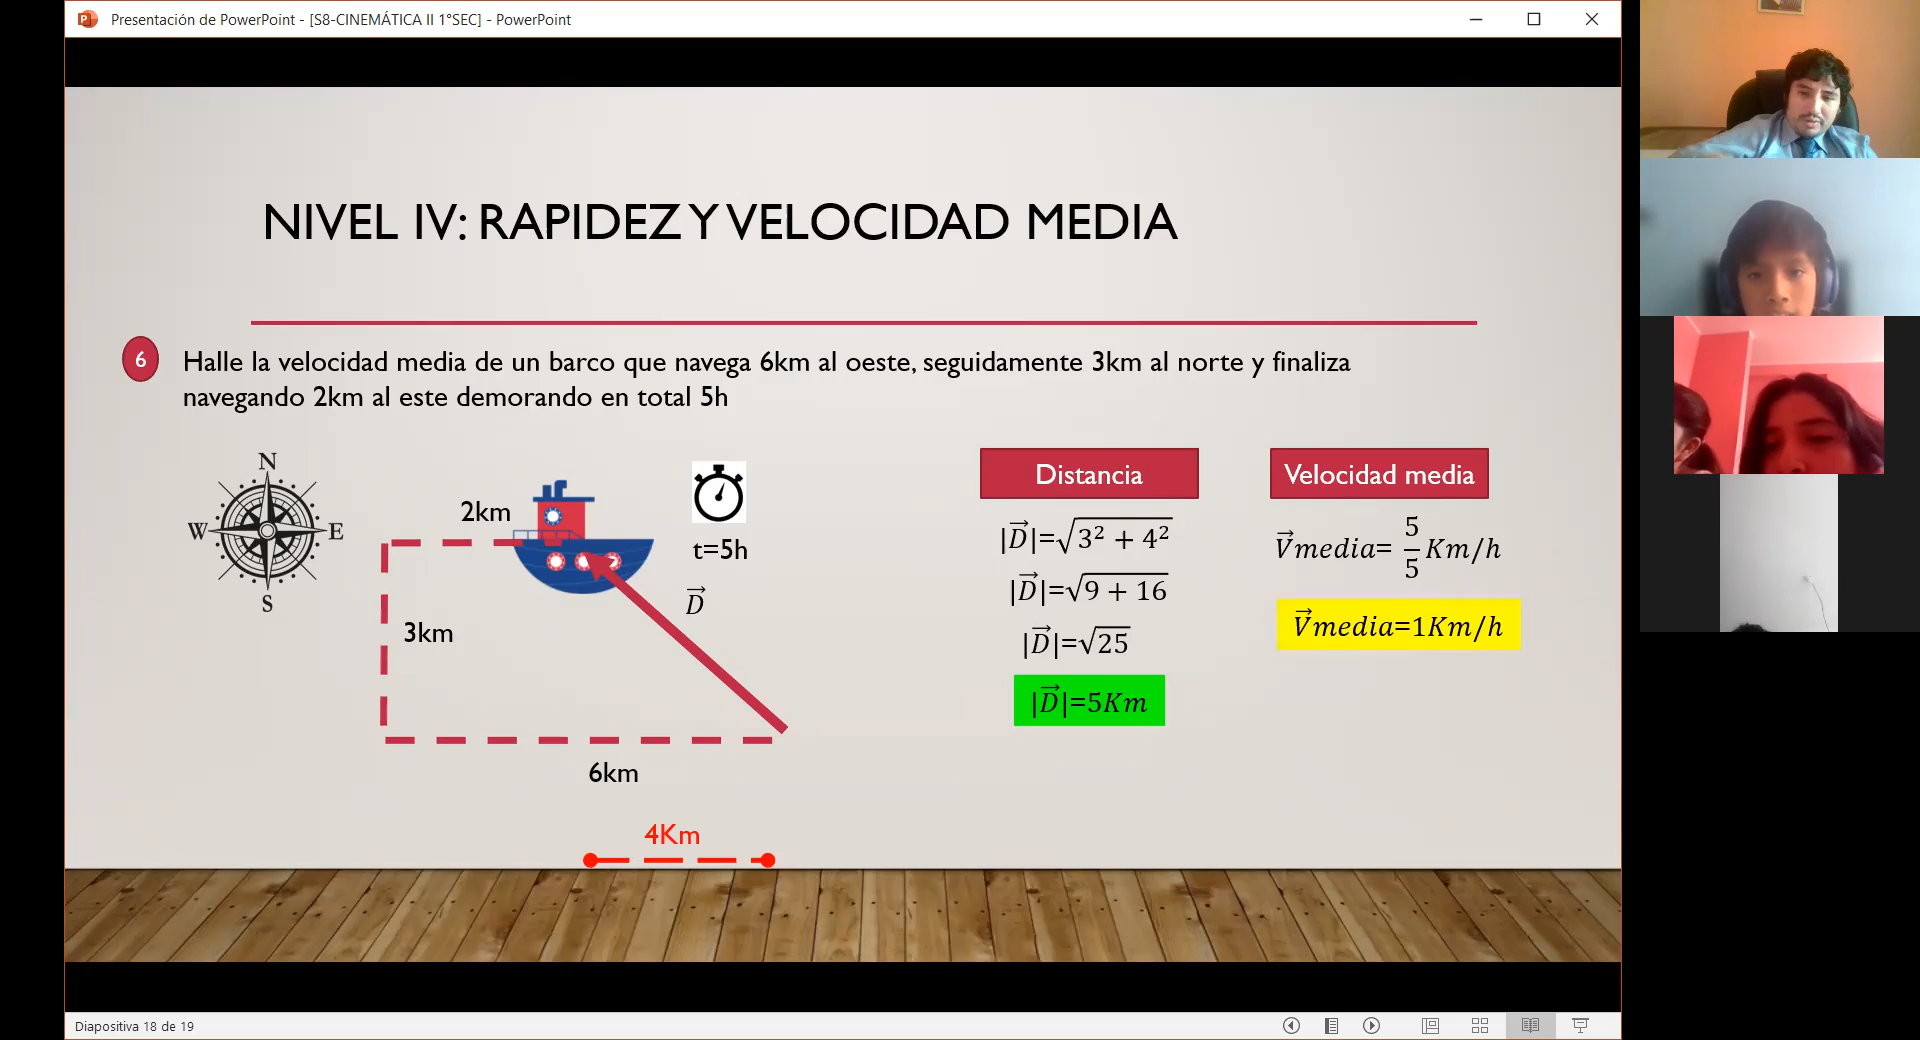 Presentación de PowerPoint - [S8-CINEMÁTICA II 1°SEC] - PowerPoint
NIVEL IV: RAPIDEZ Y VELOCIDAD MEDIA
6
Halle la velocidad media de un barco que navega 6km al oeste, seguidamente 3km al norte y finaliza
navegando 2km al este demorando en total 5h
N
W
E
S
2km
t=5h
D⃗
3km
6km
4Km
Distancia
|D⃗|=√3² + 4²
|D⃗|=√9 + 16
|D⃗|=√25
|D⃗|=5Km
Velocidad media
V⃗media= 5/5 Km/h
V⃗media=1Km/h
Diapositiva 18 de 19